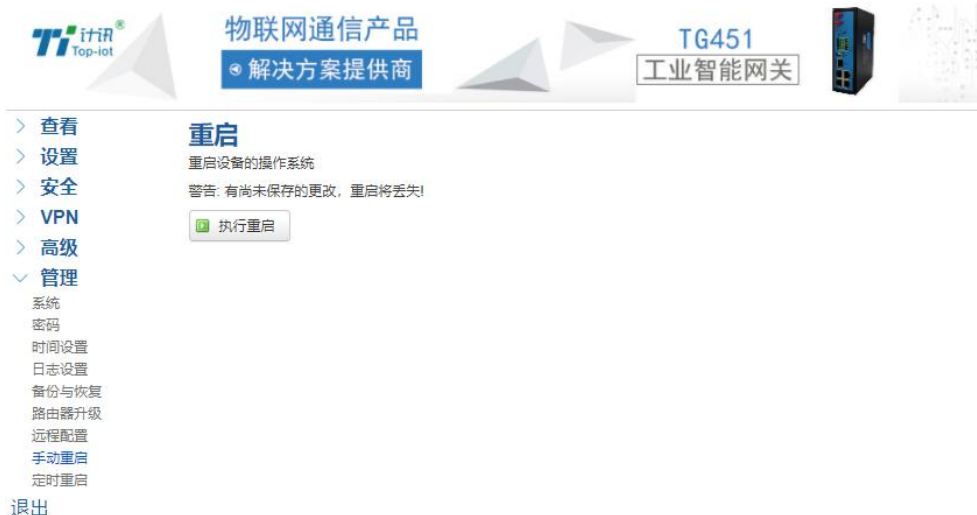 计讯®
Top-iot
物联网通信产品
解决方案提供商
TG451
工业智能网关
查看
设置
安全
VPN
高级
管理
系统
密码
时间设置
日志设置
备份与恢复
路由器升级
远程配置
手动重启
定时重启
退出
重启
重启设备的操作系统
警告: 有尚未保存的更改，重启将丢失!
执行重启